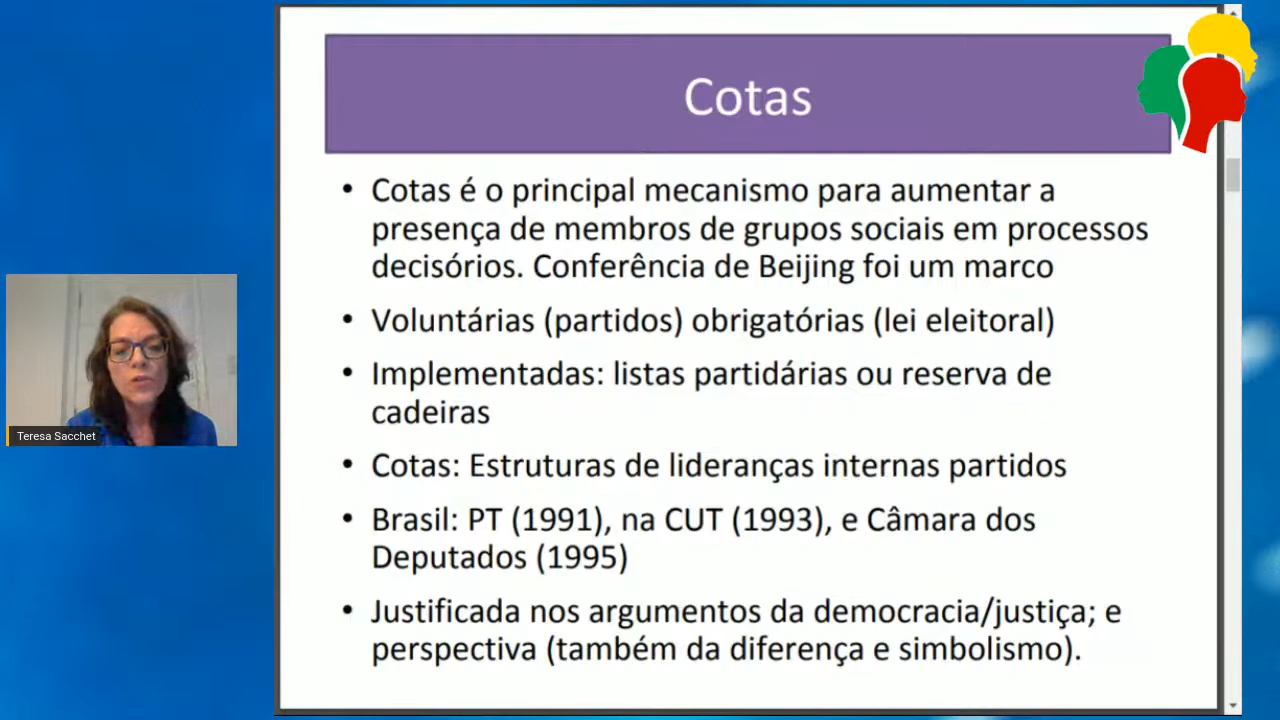 Cotas
• Cotas é o principal mecanismo para aumentar a
presença de membros de grupos sociais em processos
decisórios. Conferência de Beijing foi um marco
• Voluntárias (partidos) obrigatórias (lei eleitoral)
• Implementadas: listas partidárias ou reserva de
cadeiras
• Cotas: Estruturas de lideranças internas partidos
• Brasil: PT (1991), na CUT (1993), e Câmara dos
Deputados (1995)
• Justificada nos argumentos da democracia/justiça; e
perspectiva (também da diferença e simbolismo).
Teresa Sacchet